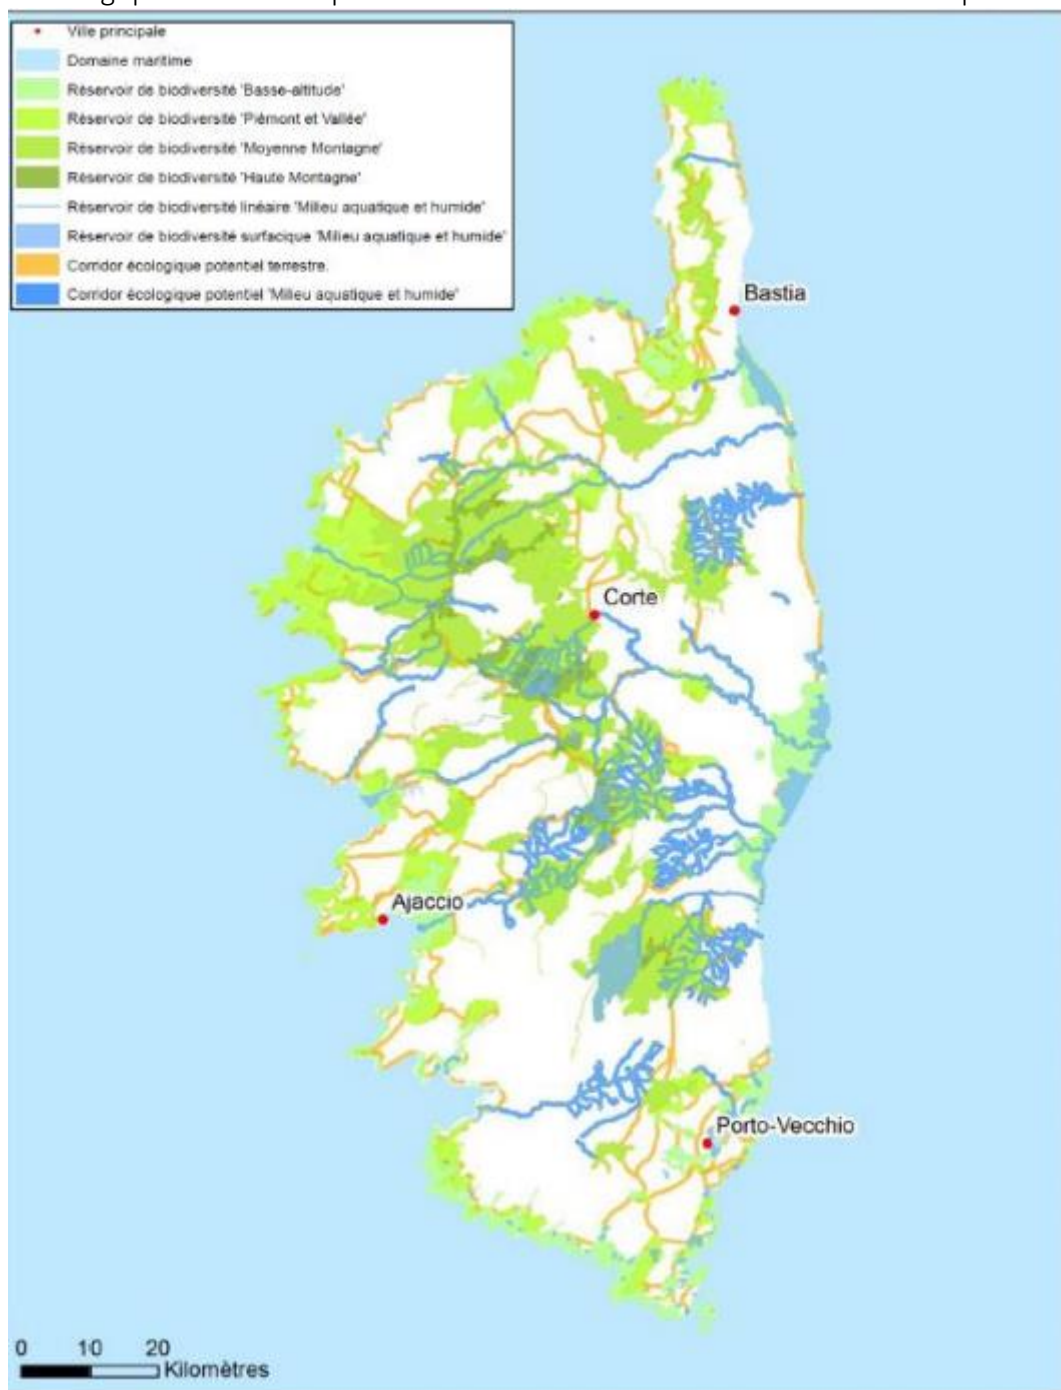 Ville principale
Domaine maritime
Réservoir de biodiversité 'Basse-altitude'
Réservoir de biodiversité 'Piémont et Vallée'
Réservoir de biodiversité 'Moyenne Montagne'
Réservoir de biodiversité 'Haute Montagne'
Réservoir de biodiversité linéaire 'Milieu aquatique et humide'
Réservoir de biodiversité surfacique 'Milieu aquatique et humide'
Corridor écologique potentiel terrestre.
Corridor écologique potentiel 'Milieu aquatique et humide'
Bastia
Corte
Ajaccio
Porto-Vecchio
0 10 20
Kilomètres